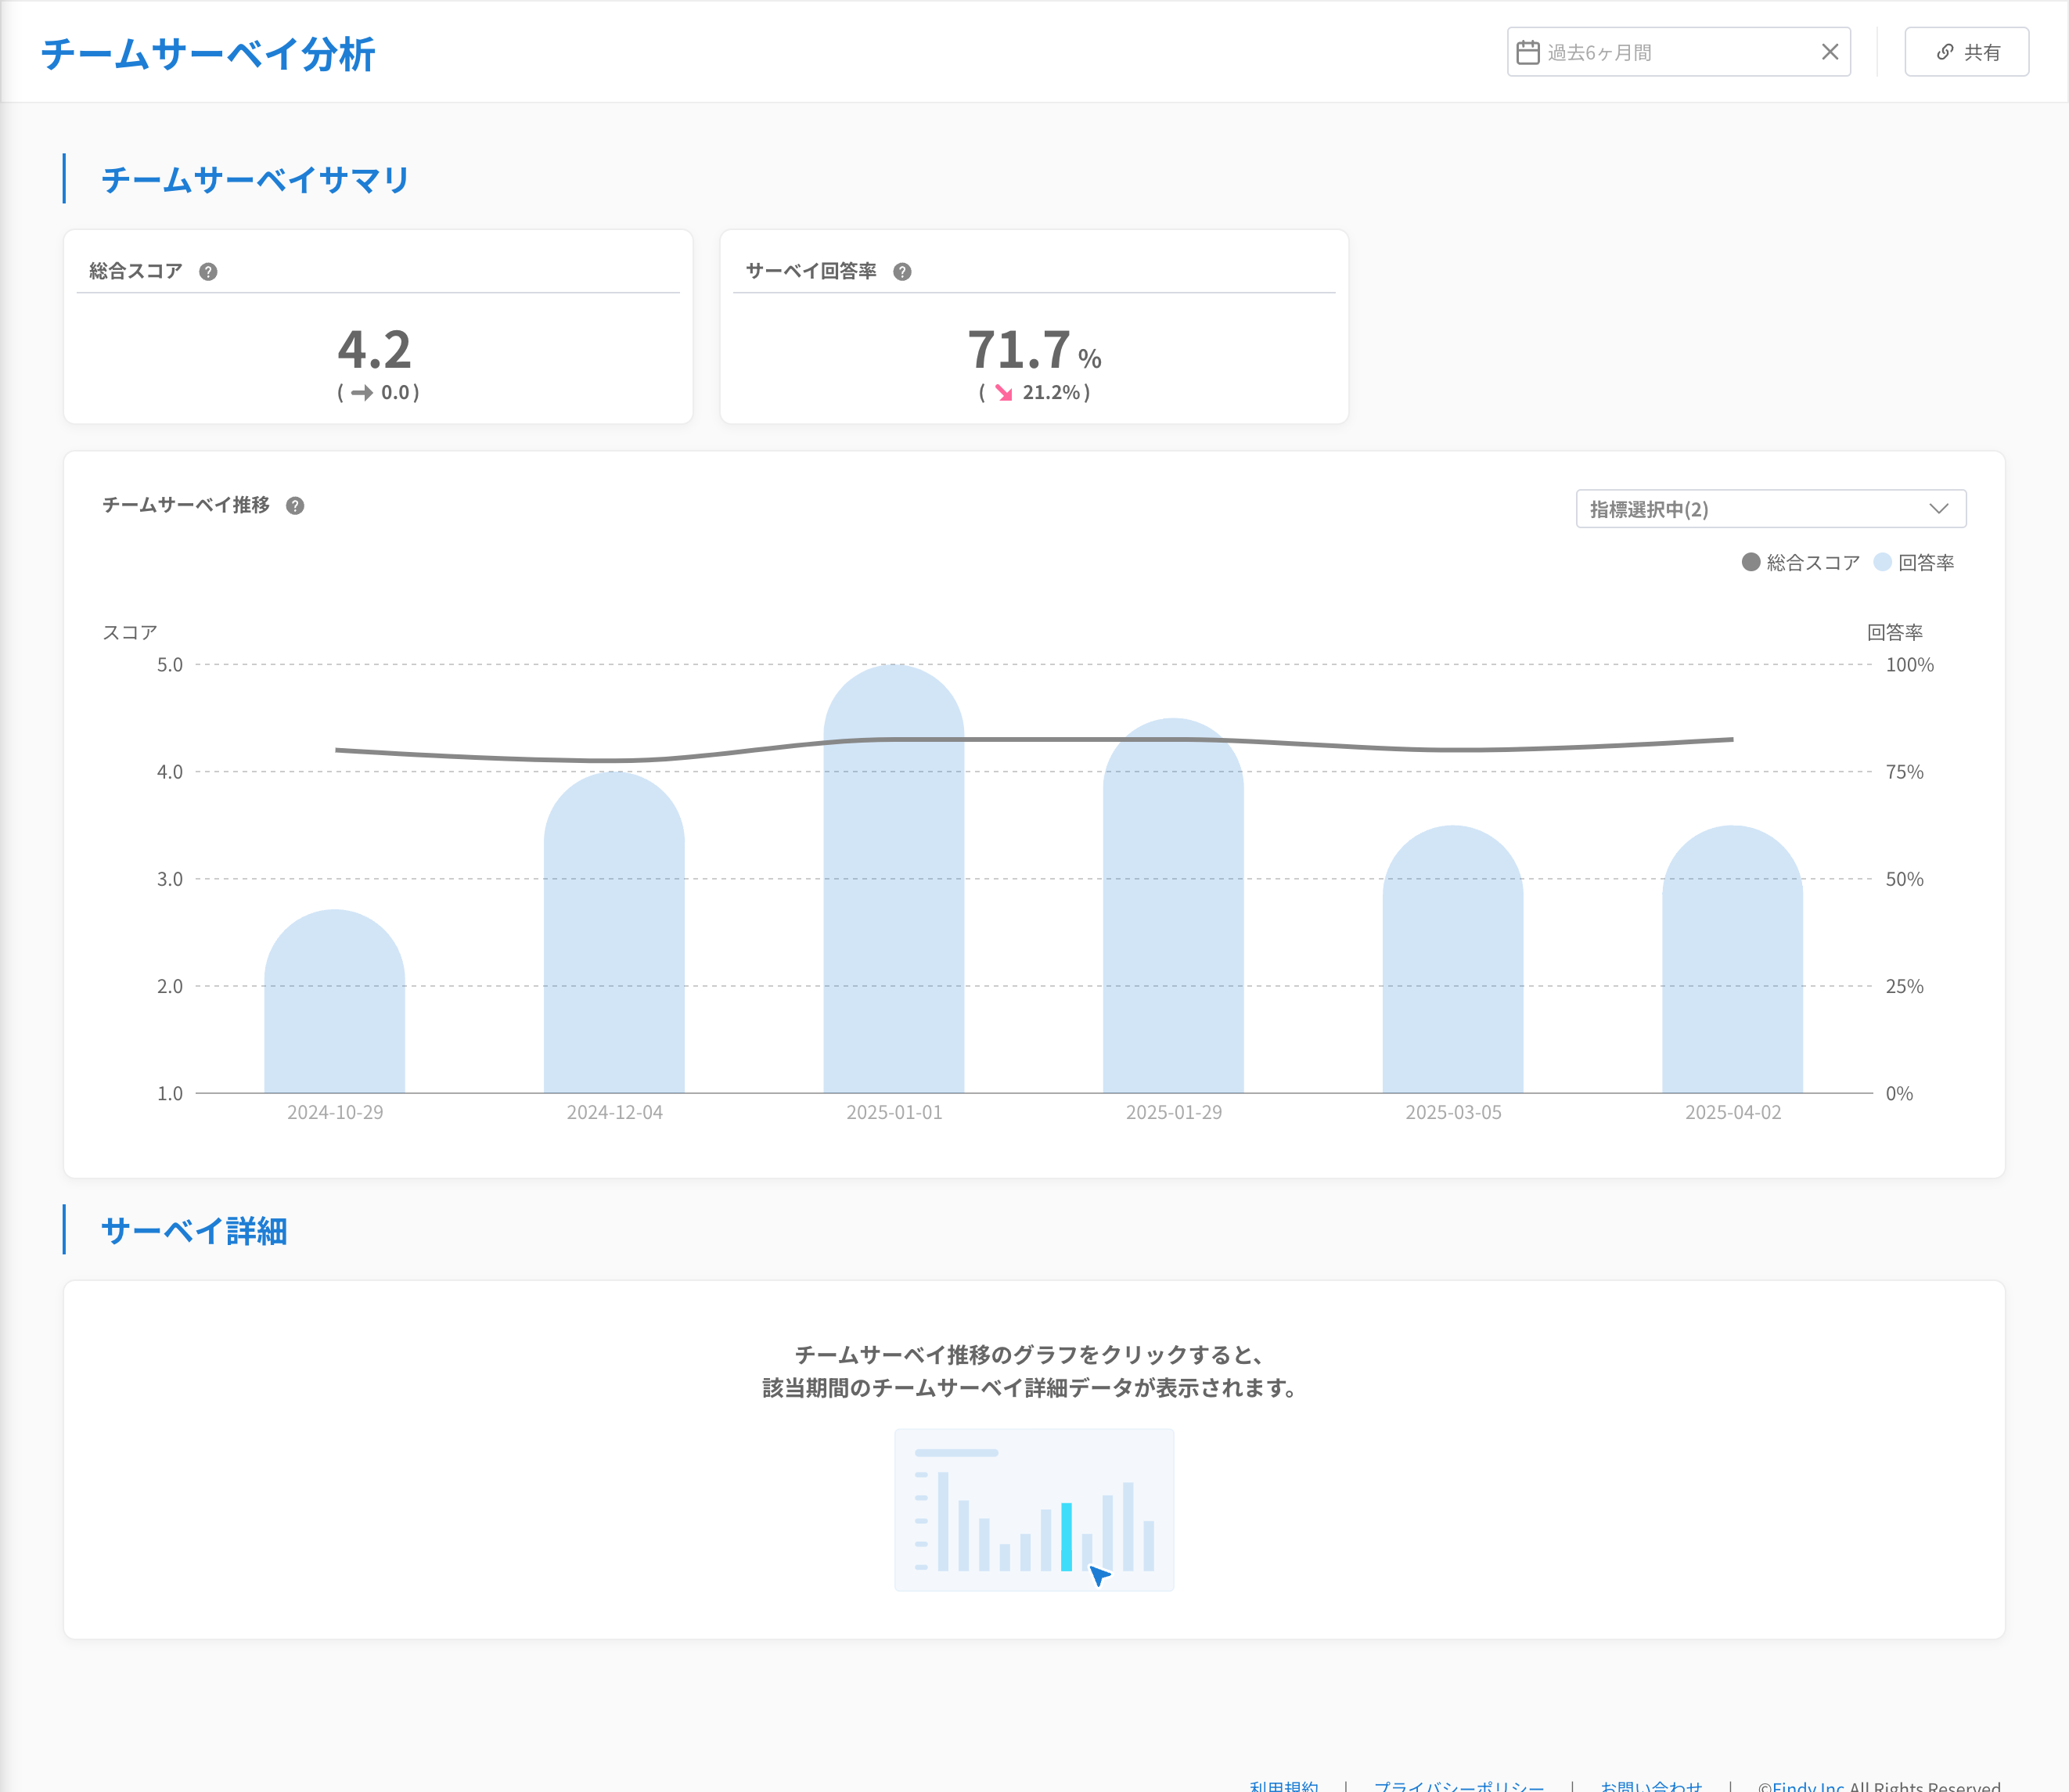 チームサーベイ分析
過去6ヶ月間
共有
チームサーベイサマリ
総合スコア ?
4.2
( → 0.0 )
サーベイ回答率 ?
71.7 %
( ↘ 21.2% )
チームサーベイ推移 ?
指標選択中(2)
総合スコア 回答率
スコア 回答率
5.0 100%
4.0 75%
3.0 50%
2.0 25%
1.0 0%
2024-10-29 2024-12-04 2025-01-01 2025-01-29 2025-03-05 2025-04-02
サーベイ詳細
チームサーベイ推移のグラフをクリックすると、
該当期間のチームサーベイ詳細データが表示されます。
利用規約 | プライバシーポリシー | お問い合わせ | ©Findy Inc All Rights Reserved